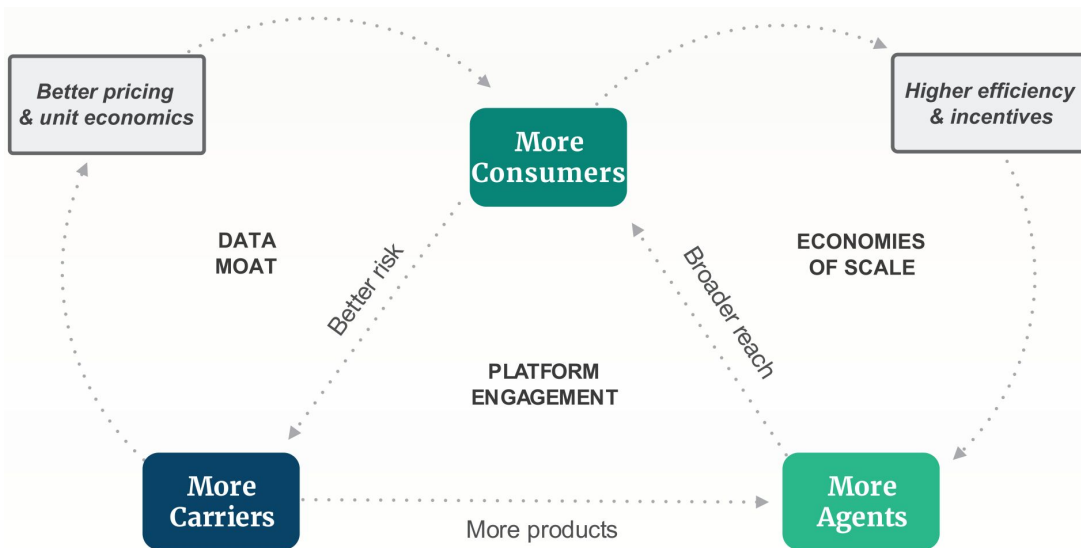 Better pricing
& unit economics
More
Consumers
Higher efficiency
& incentives
DATA
MOAT
Better risk
Broader reach
ECONOMIES
OF SCALE
PLATFORM
ENGAGEMENT
More
Carriers
More products
More
Agents